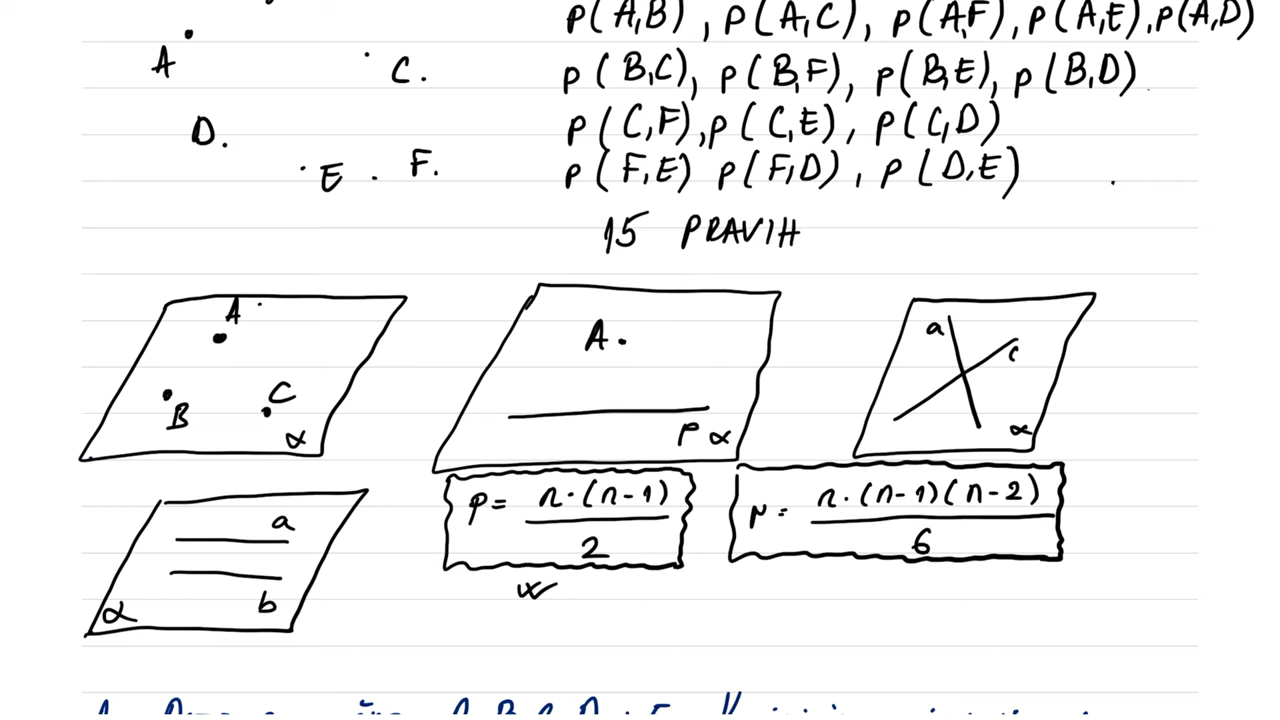 p(A,B), p(A,C), p(A,F), p(A,E), p(A,D)
A
C.
p(B,C), p(B,F), p(B,E), p(B,D)
D.
p(C,F), p(C,E), p(C,D)
E
F.
p(F,E) p(F,D), p(D,E)
15 PRAVIH
A
B
C
α
A.
p α
a
c
α
a
b
α
p= n·(n-1)/2
r= n·(n-1)(n-2)/6